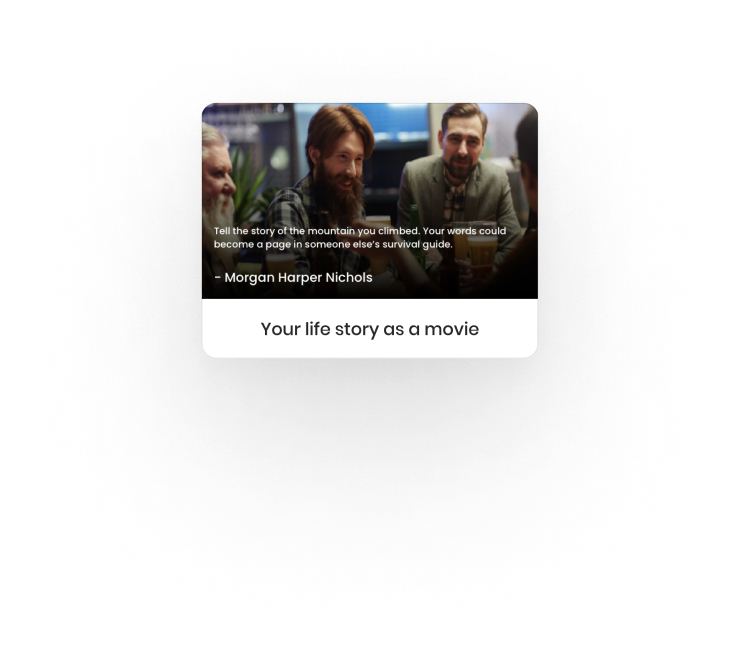 Tell the story of the mountain you climbed. Your words could
become a page in someone else's survival guide.
- Morgan Harper Nichols
Your life story as a movie